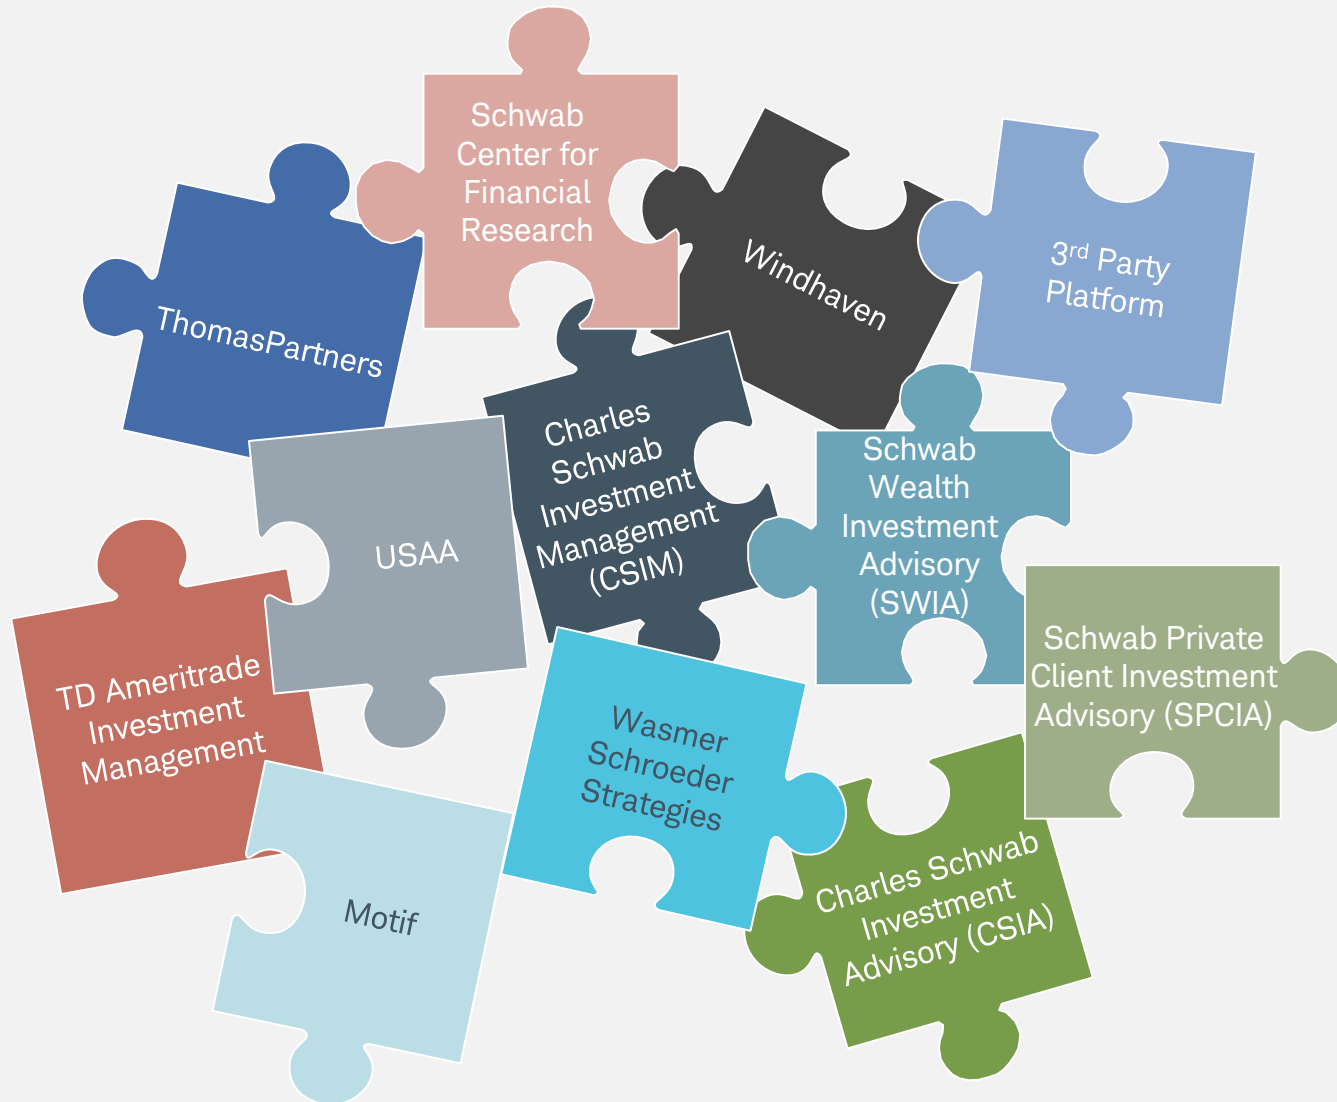 Schwab
Center for
Financial
Research
ThomasPartners
Windhaven
3rd Party
Platform
USAA
Charles
Schwab
Investment
Management
(CSIM)
Schwab
Wealth
Investment
Advisory
(SWIA)
TD Ameritrade
Investment
Management
Schwab Private
Client Investment
Advisory (SPCIA)
Wasmer
Schroeder
Strategies
Motif
Charles Schwab
Investment
Advisory (CSIA)